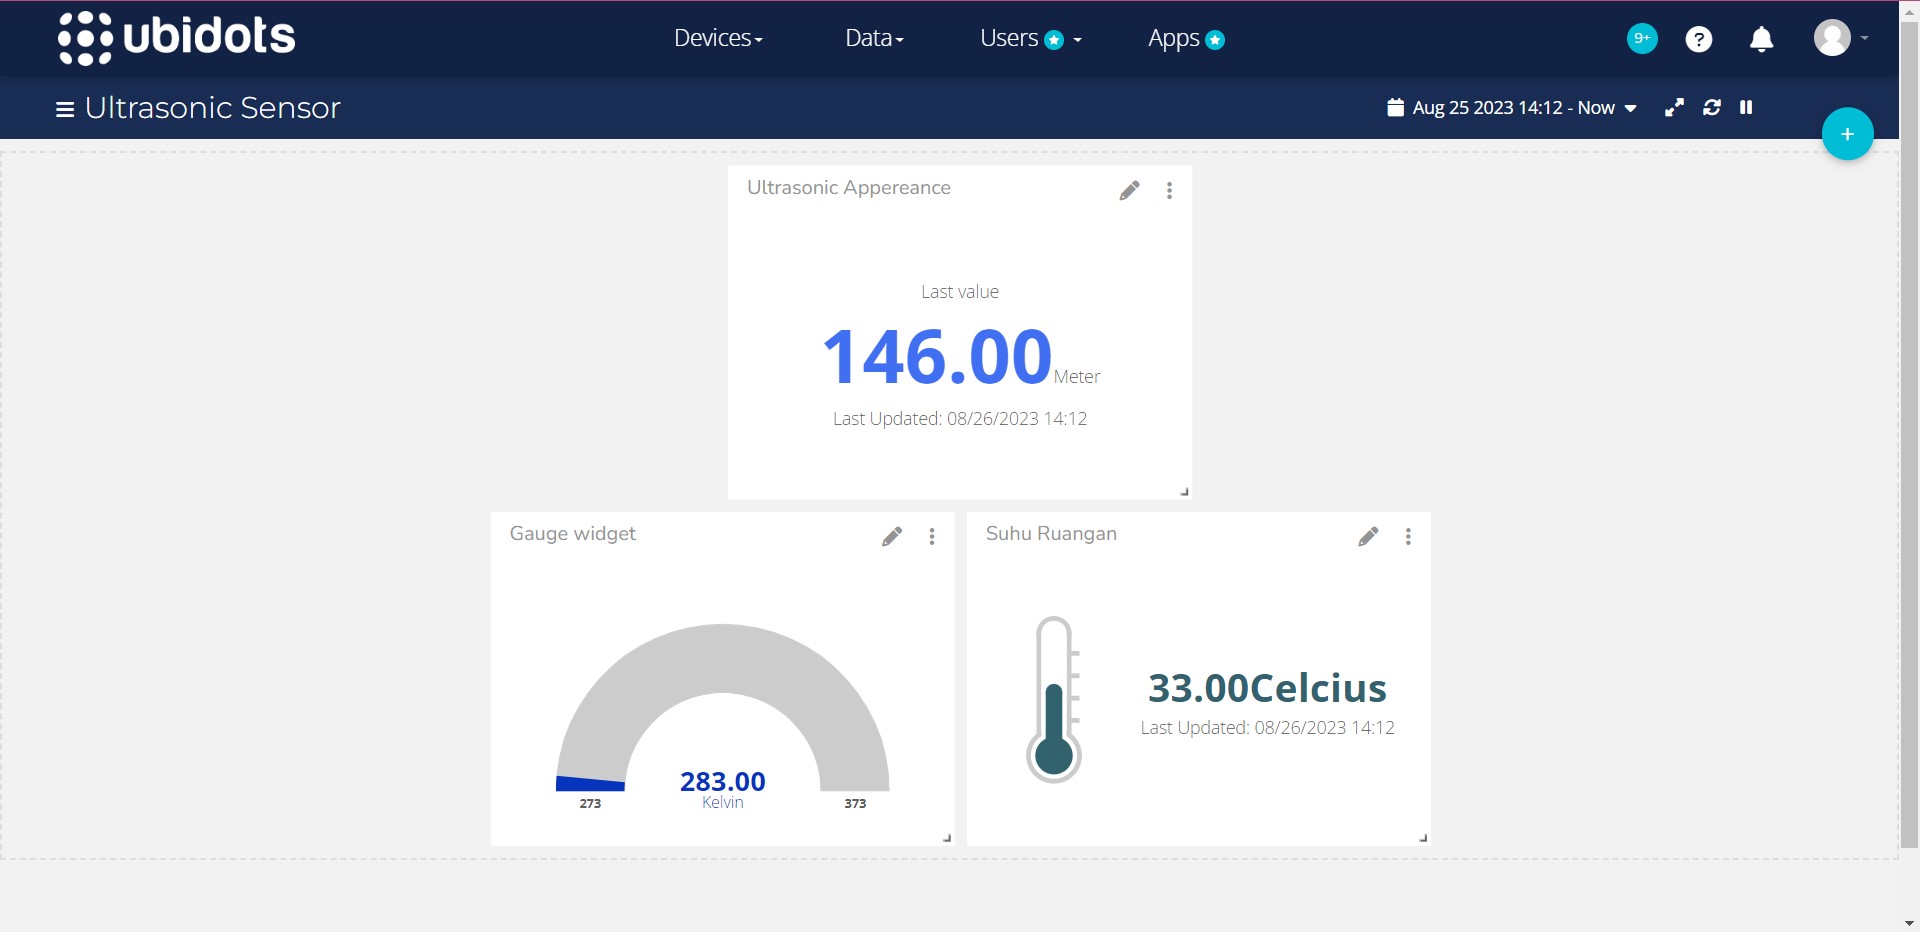 ubidots
Devices
Data
Users
Apps
9+
?
Ultrasonic Sensor
Aug 25 2023 14:12 - Now
+
Ultrasonic Appereance
Last value
146.00 Meter
Last Updated: 08/26/2023 14:12
Gauge widget
283.00
Kelvin
273
373
Suhu Ruangan
33.00Celcius
Last Updated: 08/26/2023 14:12